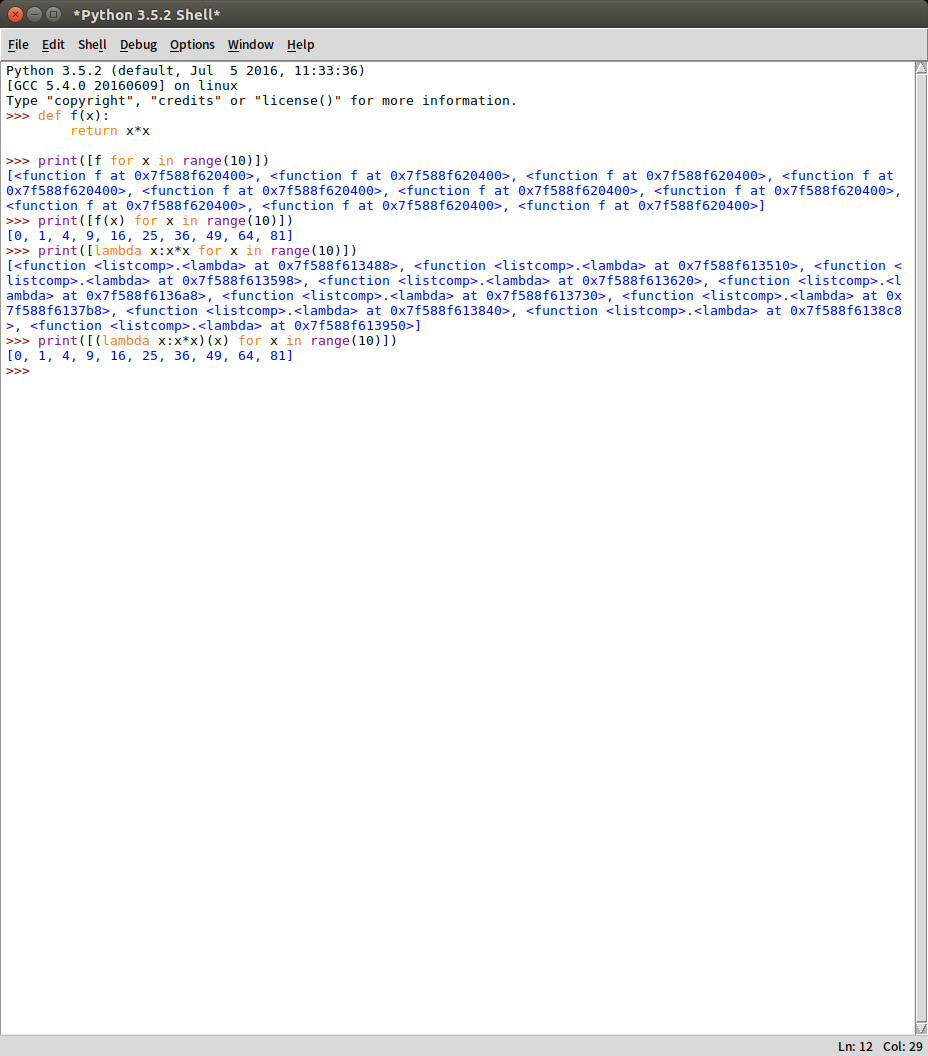 *Python 3.5.2 Shell*
File Edit Shell Debug Options Window Help
Python 3.5.2 (default, Jul  5 2016, 11:33:36)
[GCC 5.4.0 20160609] on linux
Type "copyright", "credits" or "license()" for more information.
>>> def f(x):
        return x*x
>>> print([f for x in range(10)])
[<function f at 0x7f588f620400>, <function f at 0x7f588f620400>, <function f at 0x7f588f620400>, <function f at
0x7f588f620400>, <function f at 0x7f588f620400>, <function f at 0x7f588f620400>, <function f at 0x7f588f620400>,
<function f at 0x7f588f620400>, <function f at 0x7f588f620400>, <function f at 0x7f588f620400>]
>>> print([f(x) for x in range(10)])
[0, 1, 4, 9, 16, 25, 36, 49, 64, 81]
>>> print([lambda x:x*x for x in range(10)])
[<function <listcomp>.<lambda> at 0x7f588f613488>, <function <listcomp>.<lambda> at 0x7f588f613510>, <function <
listcomp>.<lambda> at 0x7f588f613598>, <function <listcomp>.<lambda> at 0x7f588f613620>, <function <listcomp>.<l
ambda> at 0x7f588f6136a8>, <function <listcomp>.<lambda> at 0x7f588f613730>, <function <listcomp>.<lambda> at 0x
7f588f6137b8>, <function <listcomp>.<lambda> at 0x7f588f613840>, <function <listcomp>.<lambda> at 0x7f588f6138c8
>, <function <listcomp>.<lambda> at 0x7f588f613950>]
>>> print([(lambda x:x*x)(x) for x in range(10)])
[0, 1, 4, 9, 16, 25, 36, 49, 64, 81]
>>>
Ln: 12 Col: 29